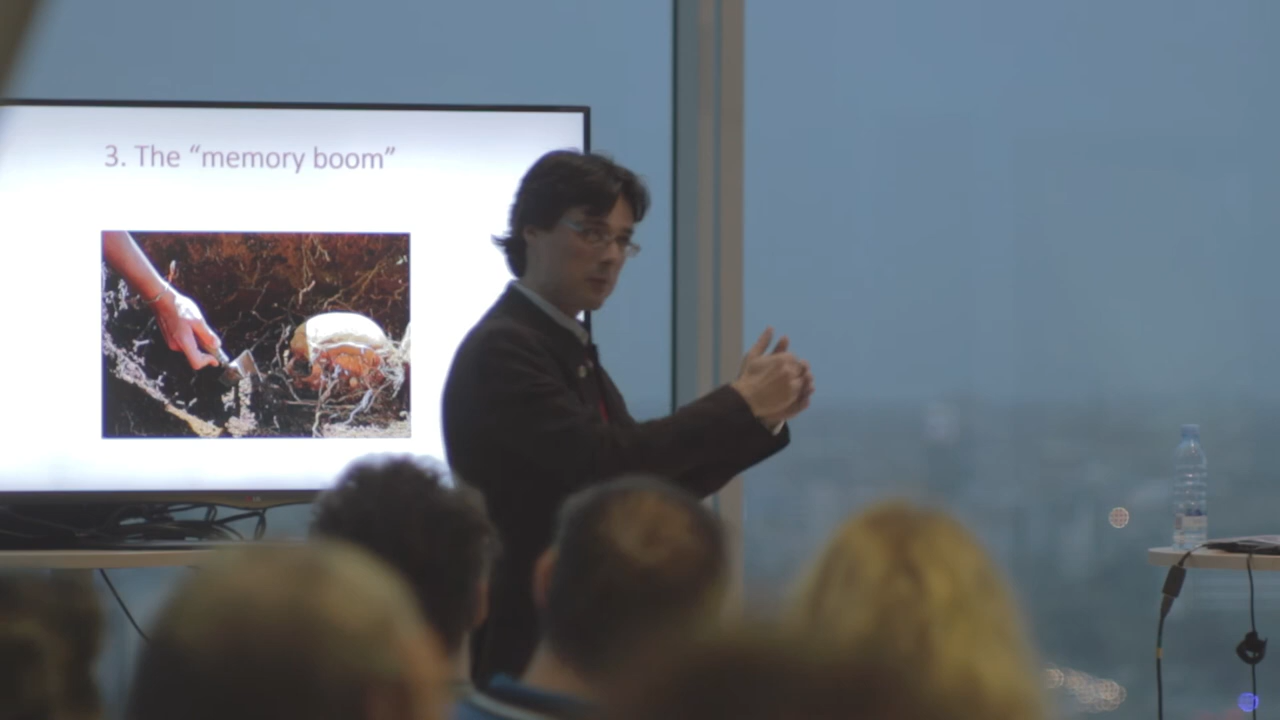 3. The “memory boom”